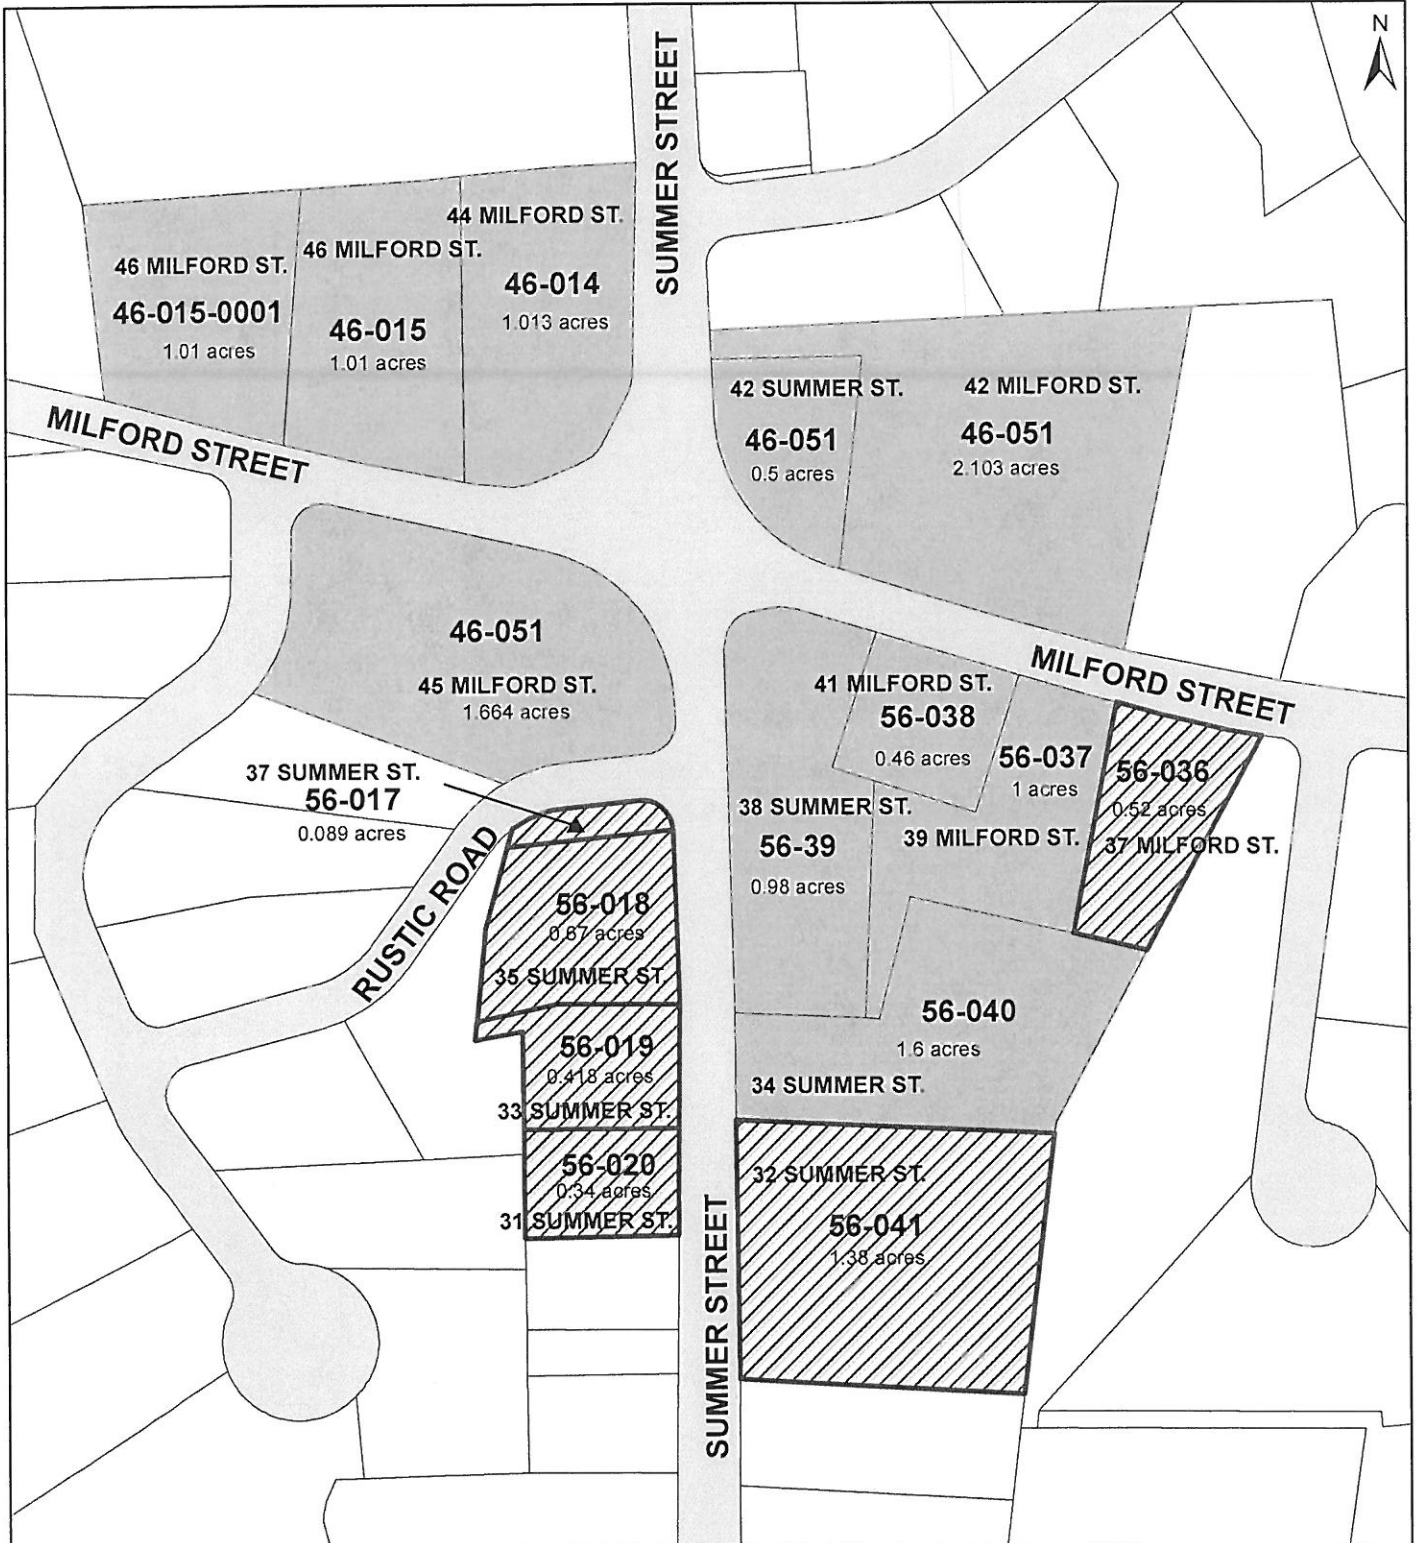 N
SUMMER STREET
44 MILFORD ST.
46-014
1.013 acres
46 MILFORD ST.
46-015
1.01 acres
46 MILFORD ST.
46-015-0001
1.01 acres
MILFORD STREET
42 SUMMER ST.
46-051
0.5 acres
42 MILFORD ST.
46-051
2.103 acres
46-051
45 MILFORD ST.
1.664 acres
MILFORD STREET
41 MILFORD ST.
56-038
0.46 acres
56-037
1 acres
39 MILFORD ST.
56-036
0.52 acres
37 MILFORD ST.
37 SUMMER ST.
56-017
0.089 acres
38 SUMMER ST.
56-39
0.98 acres
RUSTIC ROAD
56-018
0.67 acres
35 SUMMER ST.
56-040
1.6 acres
34 SUMMER ST.
56-019
0.418 acres
33 SUMMER ST.
56-020
0.34 acres
31 SUMMER ST.
32 SUMMER ST.
56-041
1.38 acres
SUMMER STREET